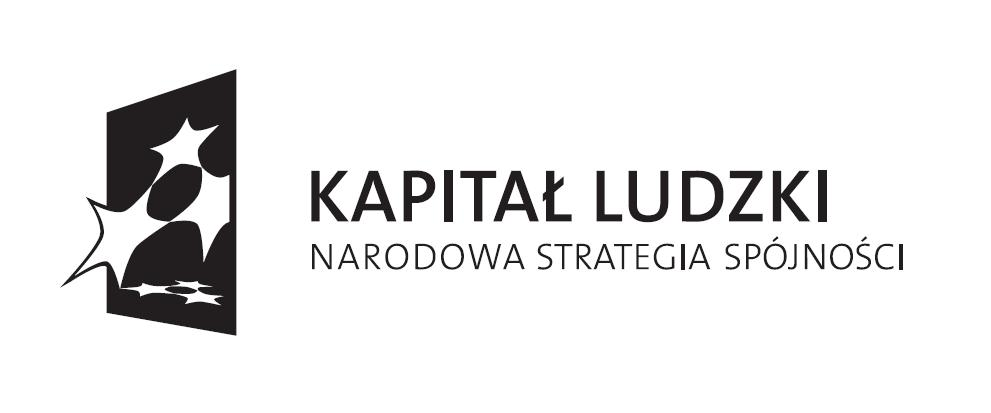 KAPITAŁ LUDZKI
NARODOWA STRATEGIA SPÓJNOŚCI